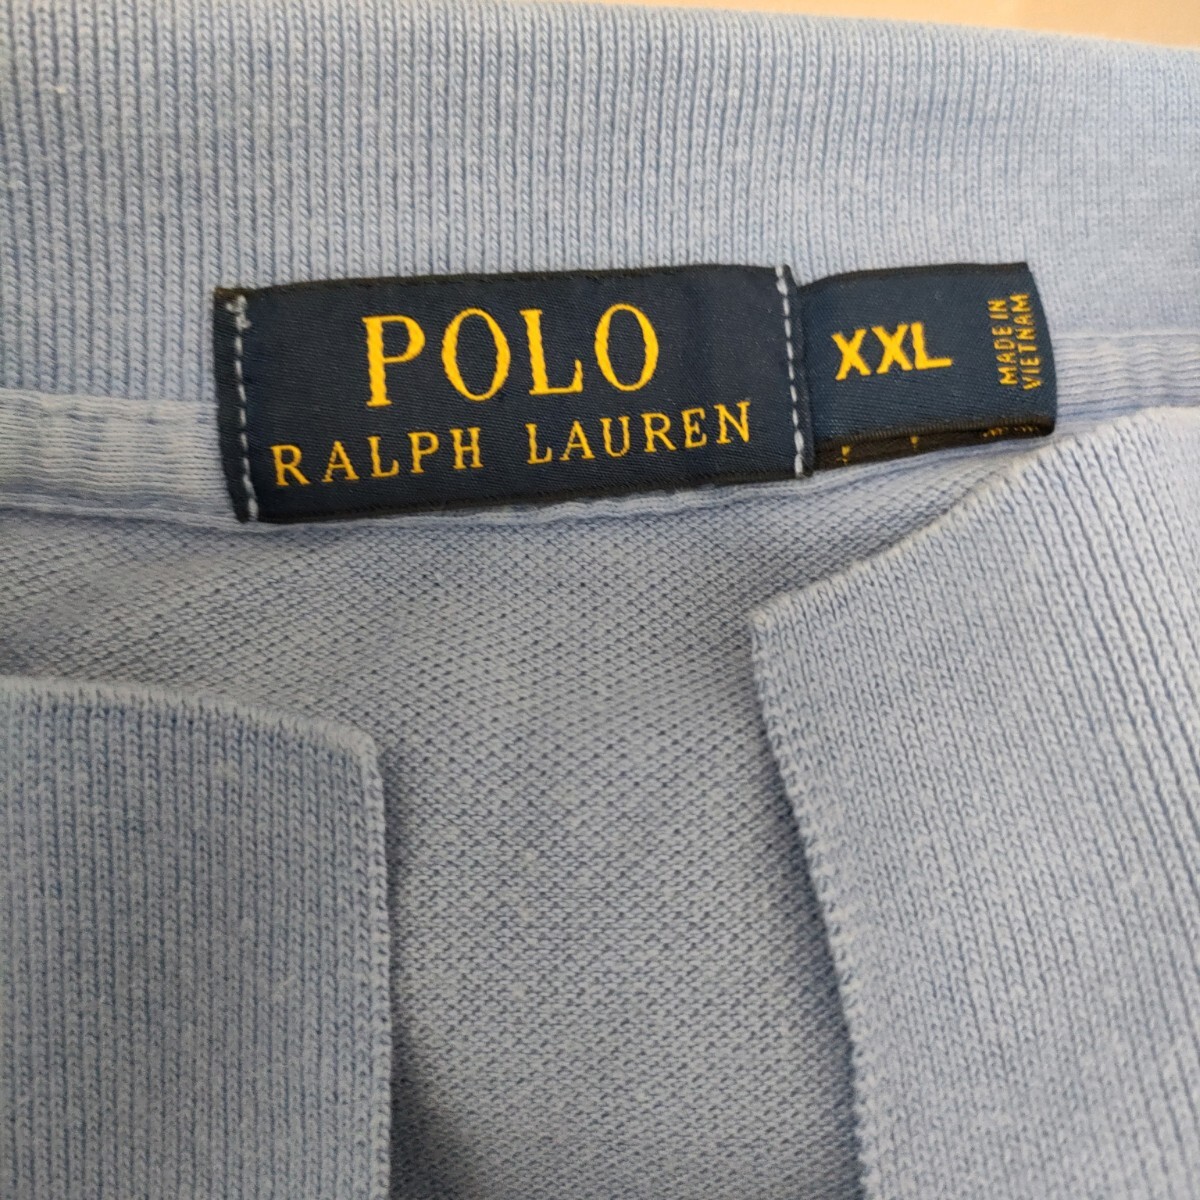 POLO
RALPH LAUREN
XXL
MADE IN
VIETNAM